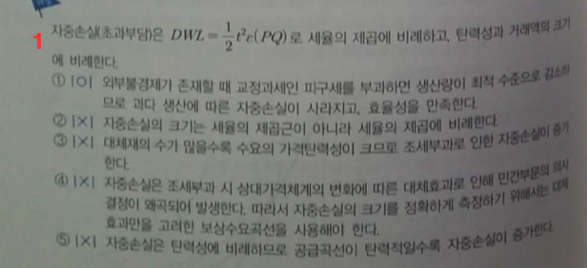 1
자중손실(초과부담)은 DWL = 1/2 t²ε(PQ)로 세율의 제곱에 비례하고, 탄력성과 거래액의 크기
에 비례한다.
① |O| 외부불경제가 존재할 때 교정과세인 피구세를 부과하면 생산량이 최적 수준으로 감소하
므로 과다 생산에 따른 자중손실이 사라지고, 효율성을 만족한다.
② |X| 자중손실의 크기는 세율의 제곱근이 아니라 세율의 제곱에 비례한다.
③ |X| 대체재의 수가 많을수록 수요의 가격탄력성이 크므로 조세부과로 인한 자중손실이 증가
한다.
④ |X| 자중손실은 조세부과 시 상대가격체계의 변화에 따른 대체효과로 인해 민간부문의 의사
결정이 왜곡되어 발생한다. 따라서 자중손실의 크기를 정확하게 측정하기 위해서는 대체
효과만을 고려한 보상수요곡선을 사용해야 한다.
⑤ |X| 자중손실은 탄력성에 비례하므로 공급곡선이 탄력적일수록 자중손실이 증가한다.